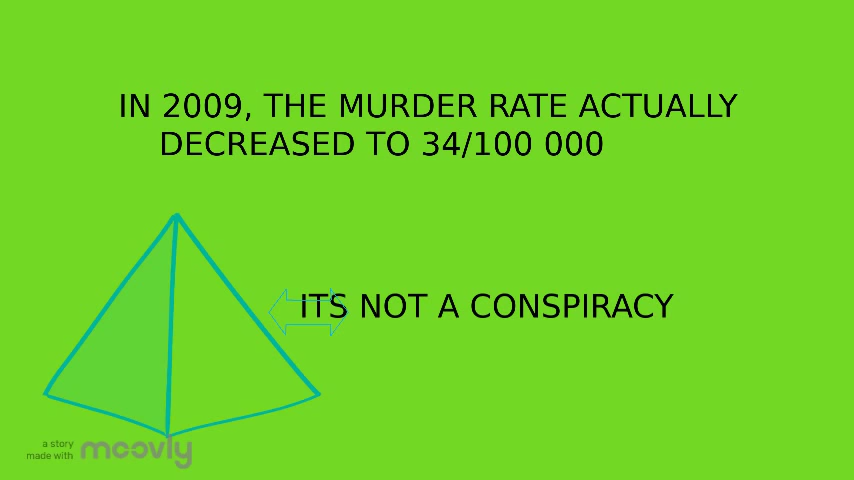 IN 2009, THE MURDER RATE ACTUALLY
DECREASED TO 34/100 000
ITS NOT A CONSPIRACY
a story
made with moovly